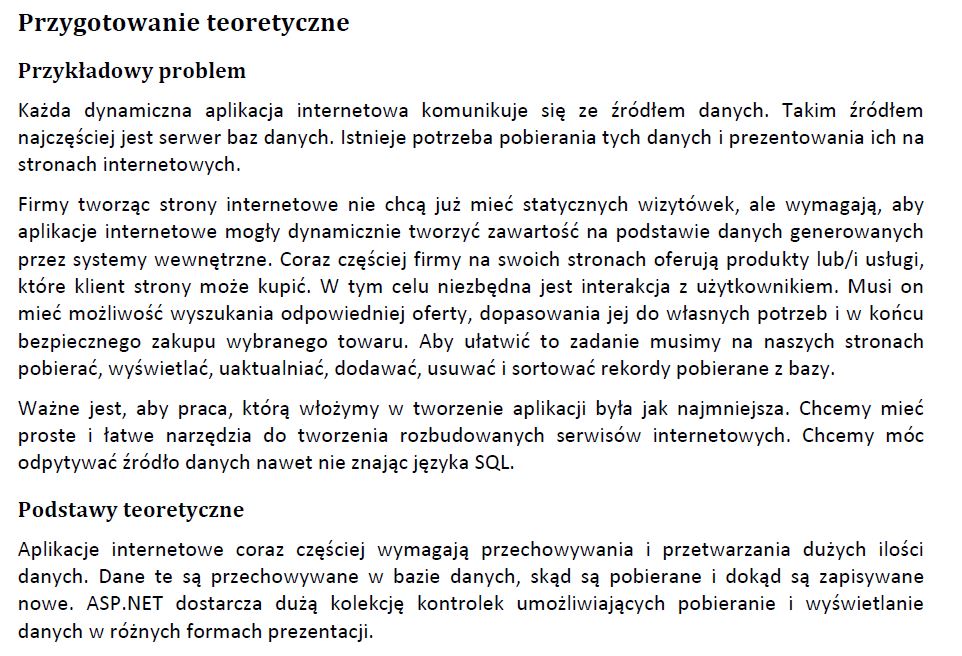 Przygotowanie teoretyczne
Przykładowy problem
Każda dynamiczna aplikacja internetowa komunikuje się ze źródłem danych. Takim źródłem
najczęściej jest serwer baz danych. Istnieje potrzeba pobierania tych danych i prezentowania ich na
stronach internetowych.
Firmy tworząc strony internetowe nie chcą już mieć statycznych wizytówek, ale wymagają, aby
aplikacje internetowe mogły dynamicznie tworzyć zawartość na podstawie danych generowanych
przez systemy wewnętrzne. Coraz częściej firmy na swoich stronach oferują produkty lub/i usługi,
które klient strony może kupić. W tym celu niezbędna jest interakcja z użytkownikiem. Musi on
mieć możliwość wyszukania odpowiedniej oferty, dopasowania jej do własnych potrzeb i w końcu
bezpiecznego zakupu wybranego towaru. Aby ułatwić to zadanie musimy na naszych stronach
pobierać, wyświetlać, uaktualniać, dodawać, usuwać i sortować rekordy pobierane z bazy.
Ważne jest, aby praca, którą włożymy w tworzenie aplikacji była jak najmniejsza. Chcemy mieć
proste i łatwe narzędzia do tworzenia rozbudowanych serwisów internetowych. Chcemy móc
odpytywać źródło danych nawet nie znając języka SQL.
Podstawy teoretyczne
Aplikacje internetowe coraz częściej wymagają przechowywania i przetwarzania dużych ilości
danych. Dane te są przechowywane w bazie danych, skąd są pobierane i dokąd są zapisywane
nowe. ASP.NET dostarcza dużą kolekcję kontrolek umożliwiających pobieranie i wyświetlanie
danych w różnych formach prezentacji.